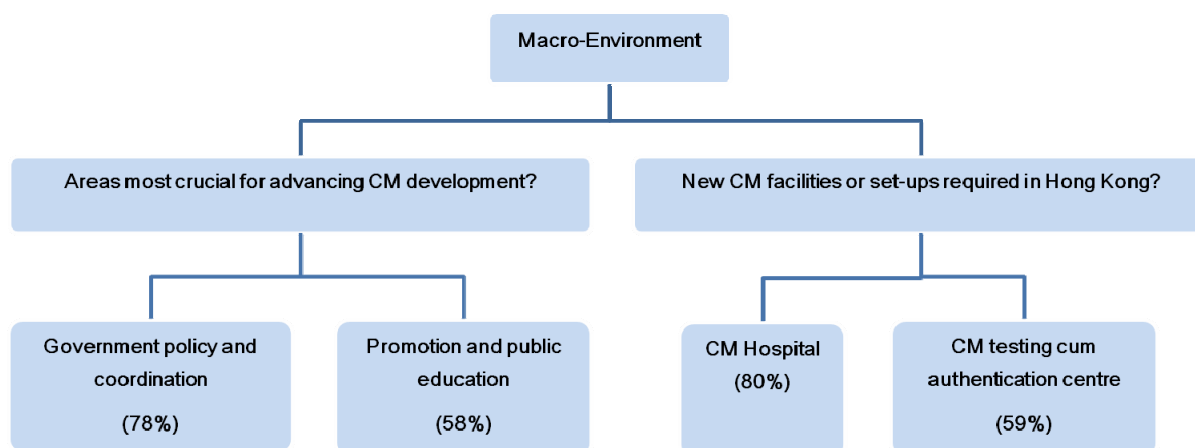 Macro-Environment
Areas most crucial for advancing CM development?
New CM facilities or set-ups required in Hong Kong?
Government policy and
coordination
(78%)
Promotion and public
education
(58%)
CM Hospital
(80%)
CM testing cum
authentication centre
(59%)